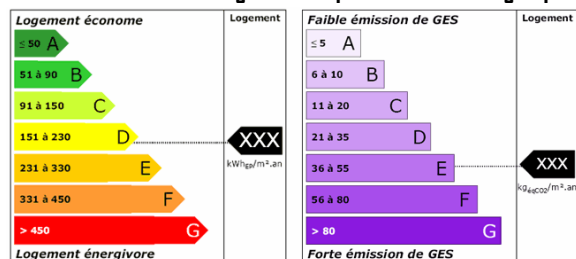 Logement économe
Logement
≤ 50 A
51 à 90 B
91 à 150 C
151 à 230 D
XXX
kWhEP/m².an
231 à 330 E
331 à 450 F
> 450 G
Logement énergivore
Faible émission de GES
Logement
≤ 5 A
6 à 10 B
11 à 20 C
21 à 35 D
36 à 55 E
XXX
kgéqCO2/m².an
56 à 80 F
> 80 G
Forte émission de GES